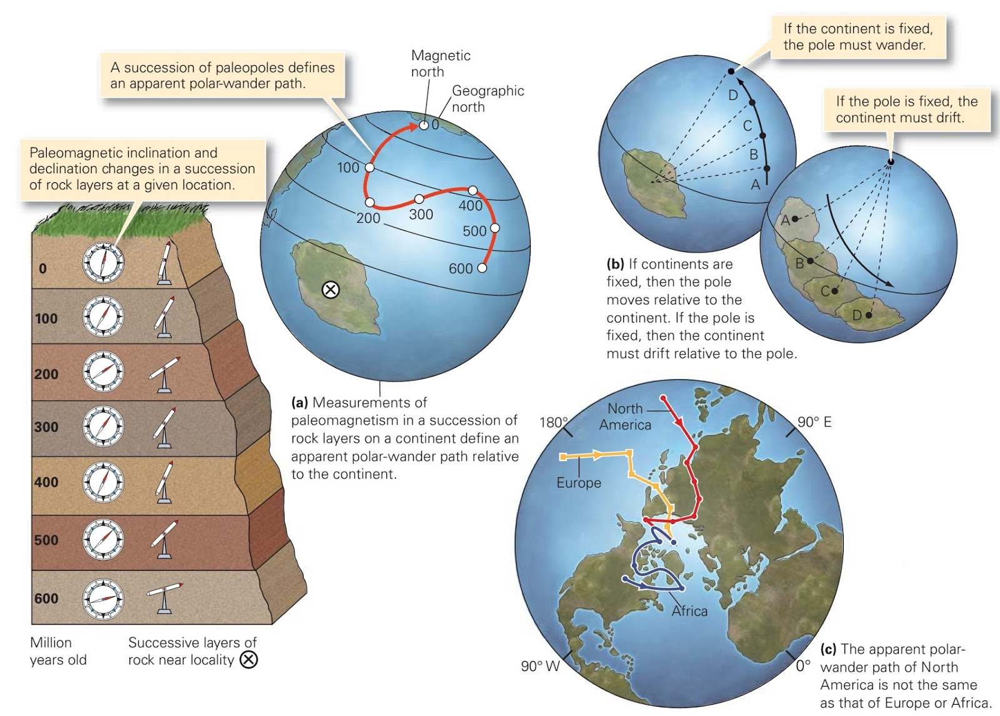 A succession of paleopoles defines
an apparent polar-wander path.
Magnetic
north
Geographic
north
0
100
200
300
400
500
600
Paleomagnetic inclination and
declination changes in a succession
of rock layers at a given location.
0
100
200
300
400
500
600
Million
years old
Successive layers of
rock near locality ⊗
(a) Measurements of
paleomagnetism in a succession of
rock layers on a continent define an
apparent polar-wander path relative
to the continent.
If the continent is fixed,
the pole must wander.
D
C
B
A
If the pole is fixed, the
continent must drift.
A
B
C
D
(b) If continents are
fixed, then the pole
moves relative to the
continent. If the pole is
fixed, then the continent
must drift relative to the pole.
North
America
180°
90° E
Europe
Africa
90° W
0°
(c) The apparent polar-
wander path of North
America is not the same
as that of Europe or Africa.